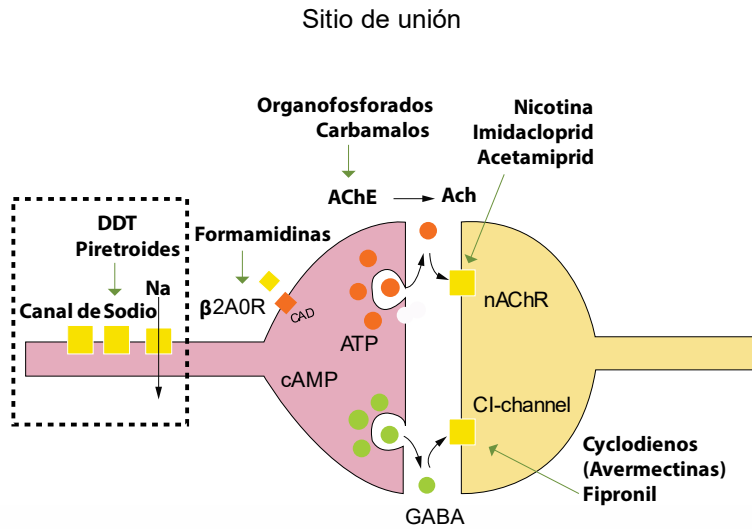 Sitio de unión
Organofosforados
Carbamalos
Nicotina
Imidacloprid
Acetamiprid
AChE
Ach
DDT
Piretroides
Formamidinas
Na
Canal de Sodio
β2A0R
CAD
nAChR
ATP
cAMP
CI-channel
Cyclodienos
(Avermectinas)
Fipronil
GABA